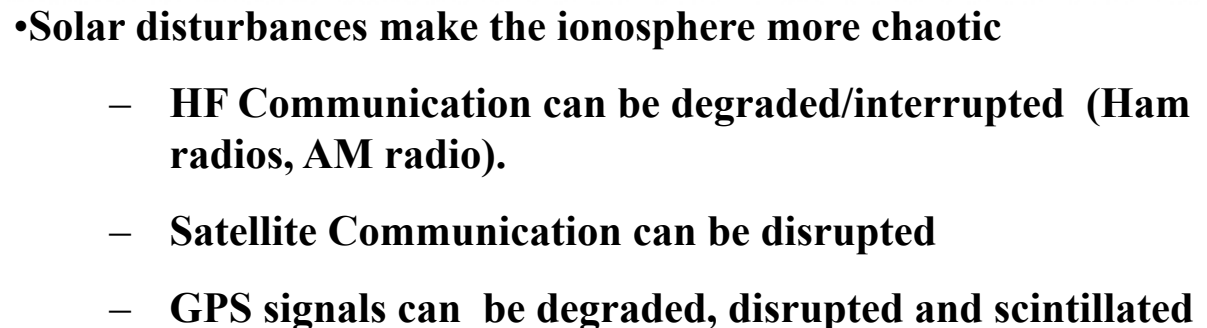 •Solar disturbances make the ionosphere more chaotic
– HF Communication can be degraded/interrupted (Ham
radios, AM radio).
– Satellite Communication can be disrupted
– GPS signals can be degraded, disrupted and scintillated